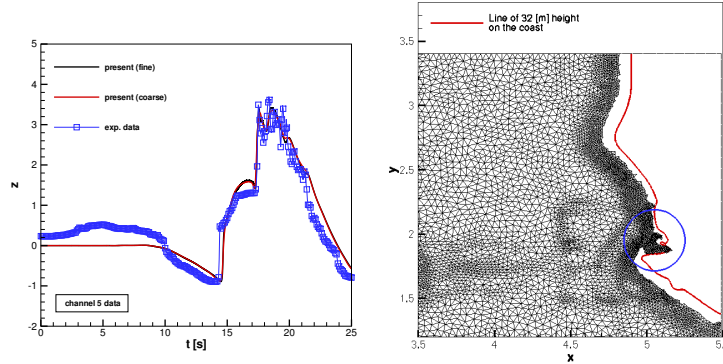 5
4
3
2
1
0
-1
-2
z
present (fine)
present (coarse)
exp. data
channel 5 data
0
5
10
15
20
25
t [s]
Line of 32 [m] height
on the coast
3.5
3
2.5
2
1.5
y
3.5
4
4.5
5
5.
x